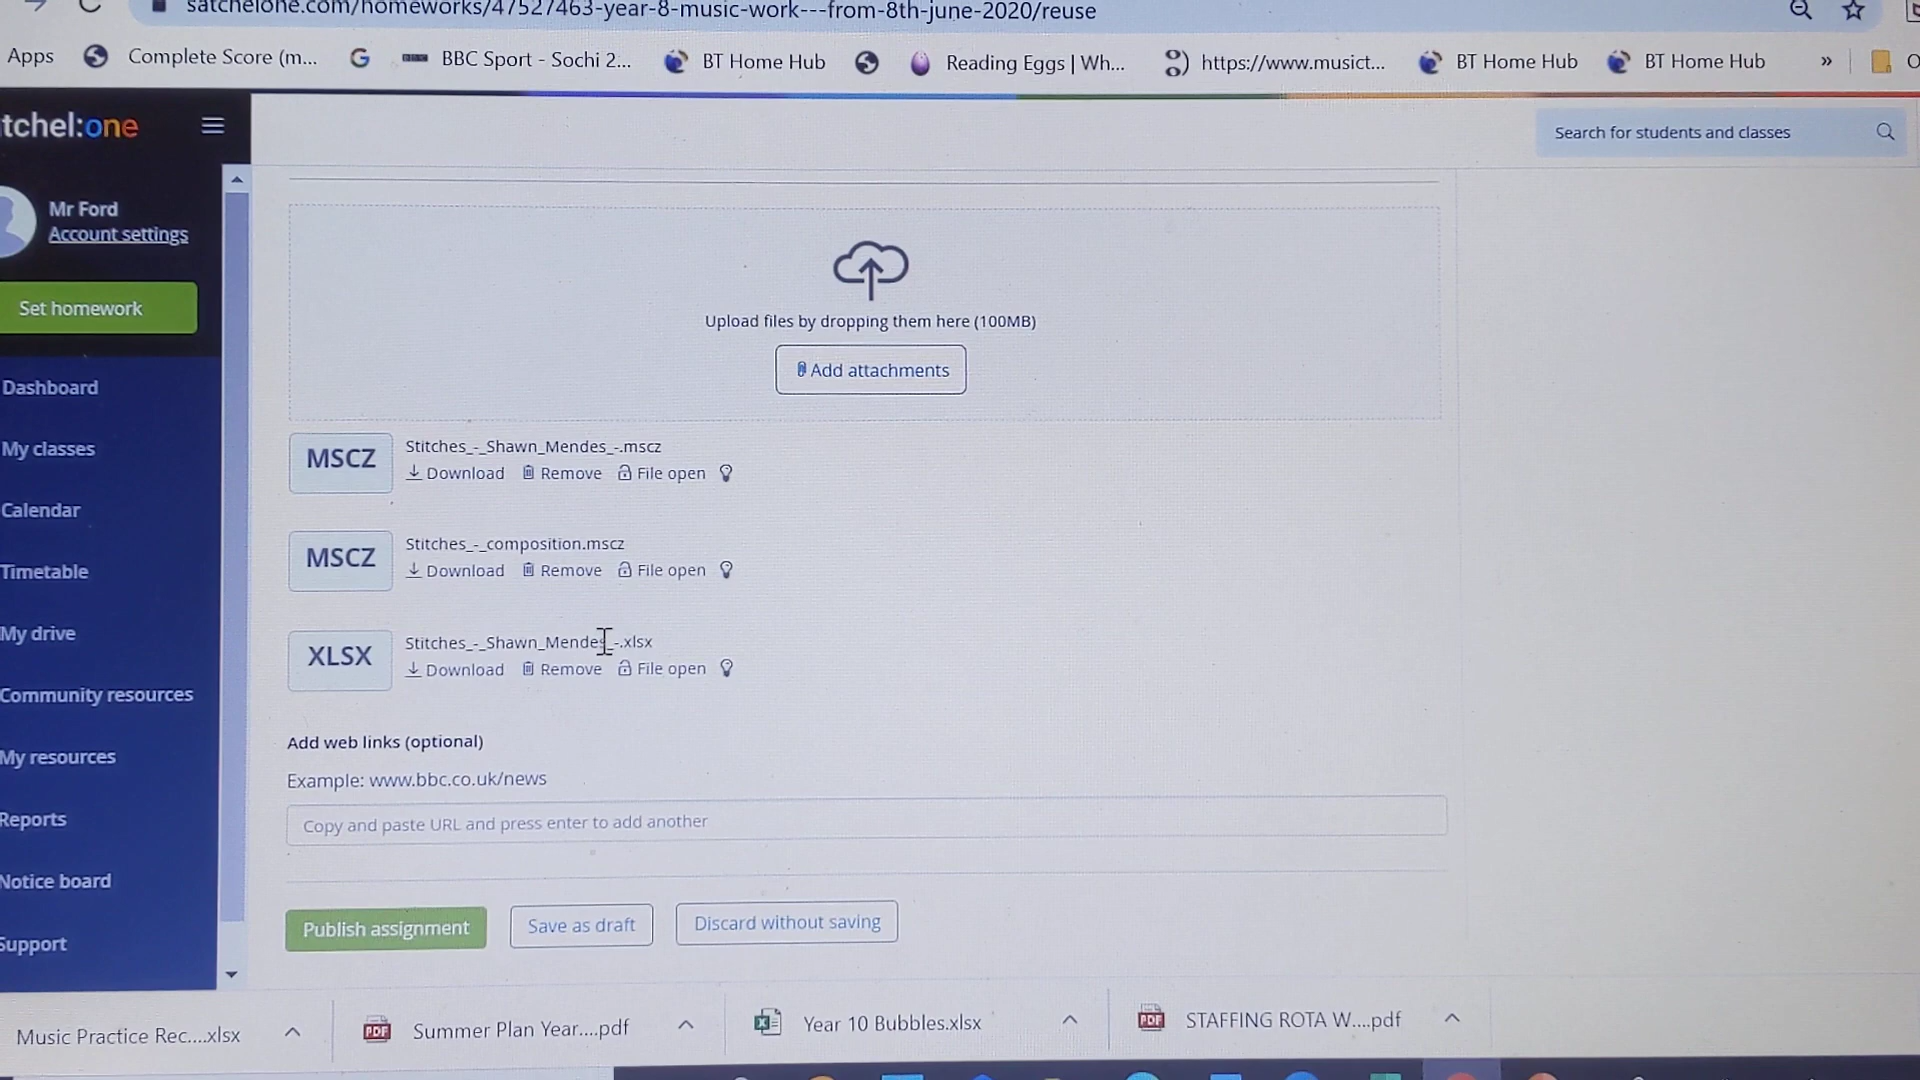 satchelone.com/homeworks/47527463-year-8-music-work---from-8th-june-2020/reuse
Apps Complete Score (m... BBC Sport - Sochi 2... BT Home Hub Reading Eggs | Wh... https://www.musict... BT Home Hub BT Home Hub »
tchel:one
Search for students and classes
Mr Ford
Account settings
Set homework
Dashboard
My classes
Calendar
Timetable
My drive
Community resources
My resources
Reports
Notice board
Support
Upload files by dropping them here (100MB)
Add attachments
MSCZ
Stitches_-_Shawn_Mendes_-.mscz
Download Remove File open
MSCZ
Stitches_-_composition.mscz
Download Remove File open
XLSX
Stitches_-_Shawn_Mendes_-.xlsx
Download Remove File open
Add web links (optional)
Example: www.bbc.co.uk/news
Copy and paste URL and press enter to add another
Publish assignment Save as draft Discard without saving
Music Practice Rec....xlsx Summer Plan Year....pdf Year 10 Bubbles.xlsx STAFFING ROTA W....pdf